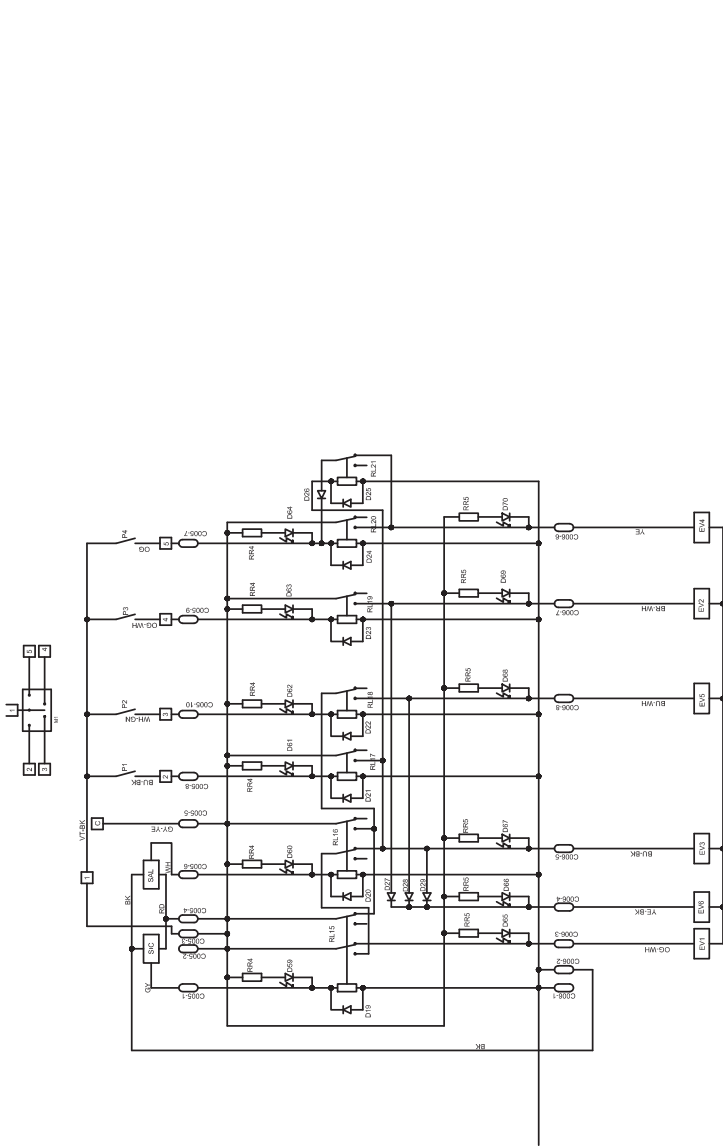 5
4
1
M1
2
3
VT-BK
1
C
P1
P2
P3
P4
BU-BK
WH-GN
OG-WH
OG
2
3
4
5
GY-YE
SAL
SIC
BK
RD
WH
GY
C005-1
C005-2
C005-3
C005-4
C005-6
C005-5
C005-8
C005-10
C005-9
C005-7
RR4
D59
RR4
D60
RR4
D61
RR4
D62
RR4
D63
RR4
D64
D26
RL15
RL16
RL17
RL18
RL19
RL20
RL21
D19
D20
D21
D22
D23
D24
D25
D27
D28
D29
RR5
D65
RR5
D66
RR5
D67
RR5
D68
RR5
D69
RR5
D70
C006-1
C006-2
C006-3
C006-4
C006-5
C006-8
C006-7
C006-6
BK
OG-WH
YE-BK
BU-BK
BU-WH
BR-WH
YE
EV1
EV6
EV3
EV5
EV2
EV4